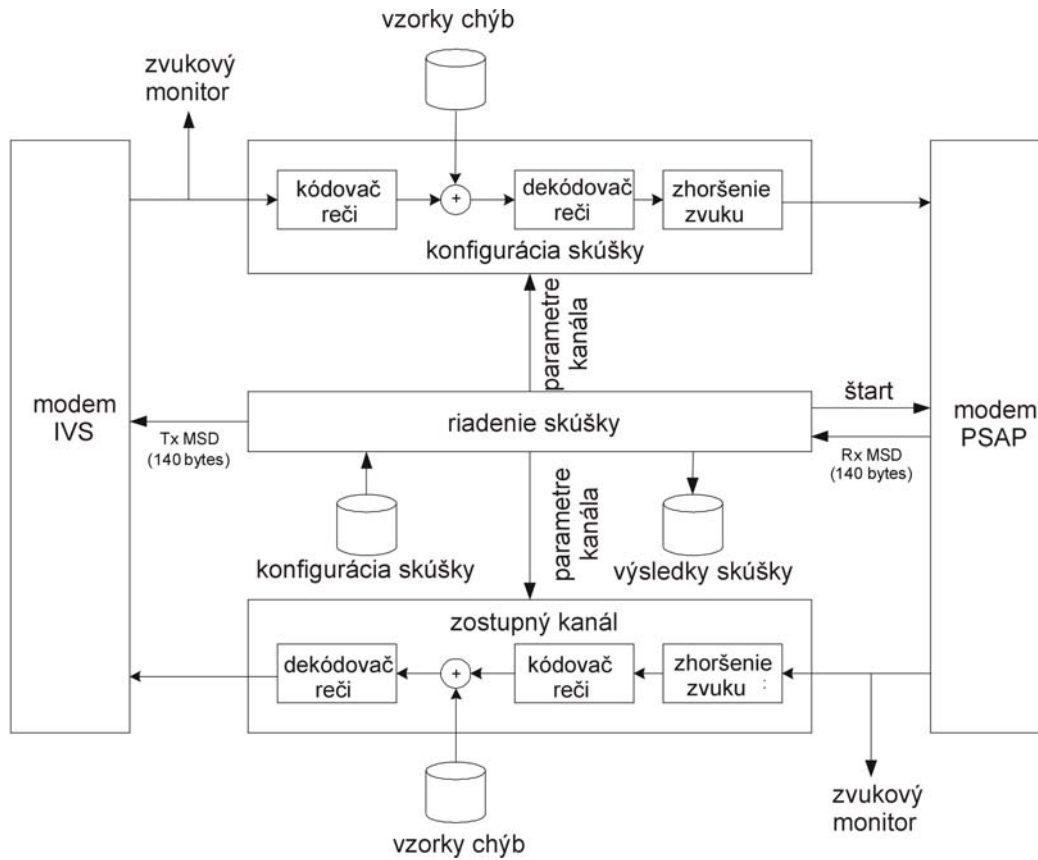 vzorky chýb
zvukový
monitor
kódovač
reči
+
dekódovač
reči
zhoršenie
zvuku
konfigurácia skúšky
parametre
kanála
modem
IVS
Tx MSD
(140 bytes)
riadenie skúšky
štart
Rx MSD
(140 bytes)
modem
PSAP
konfigurácia skúšky
parametre
kanála
výsledky skúšky
zostupný kanál
dekódovač
reči
+
kódovač
reči
zhoršenie
zvuku :
vzorky chýb
zvukový
monitor